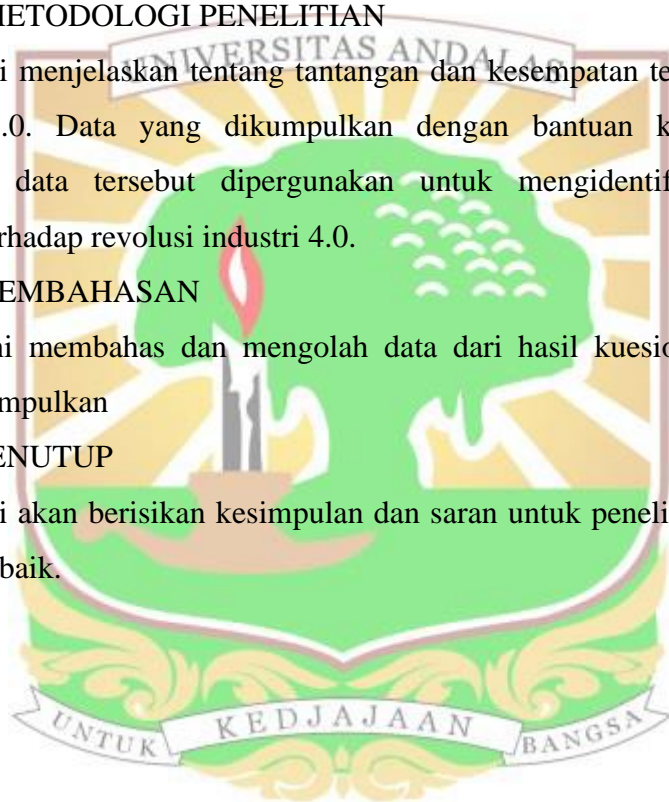 METODOLOGI PENELITIAN
UNIVERSITAS ANDALAS
i menjelaskan tentang tantangan dan kesempatan te
.0. Data yang dikumpulkan dengan bantuan k
data tersebut dipergunakan untuk mengidentif
rhadap revolusi industri 4.0.
EMBAHASAN
ni membahas dan mengolah data dari hasil kuesio
mpulkan
ENUTUP
i akan berisikan kesimpulan dan saran untuk peneli
baik.
UNTUK KEDJAJAAN BANGSA